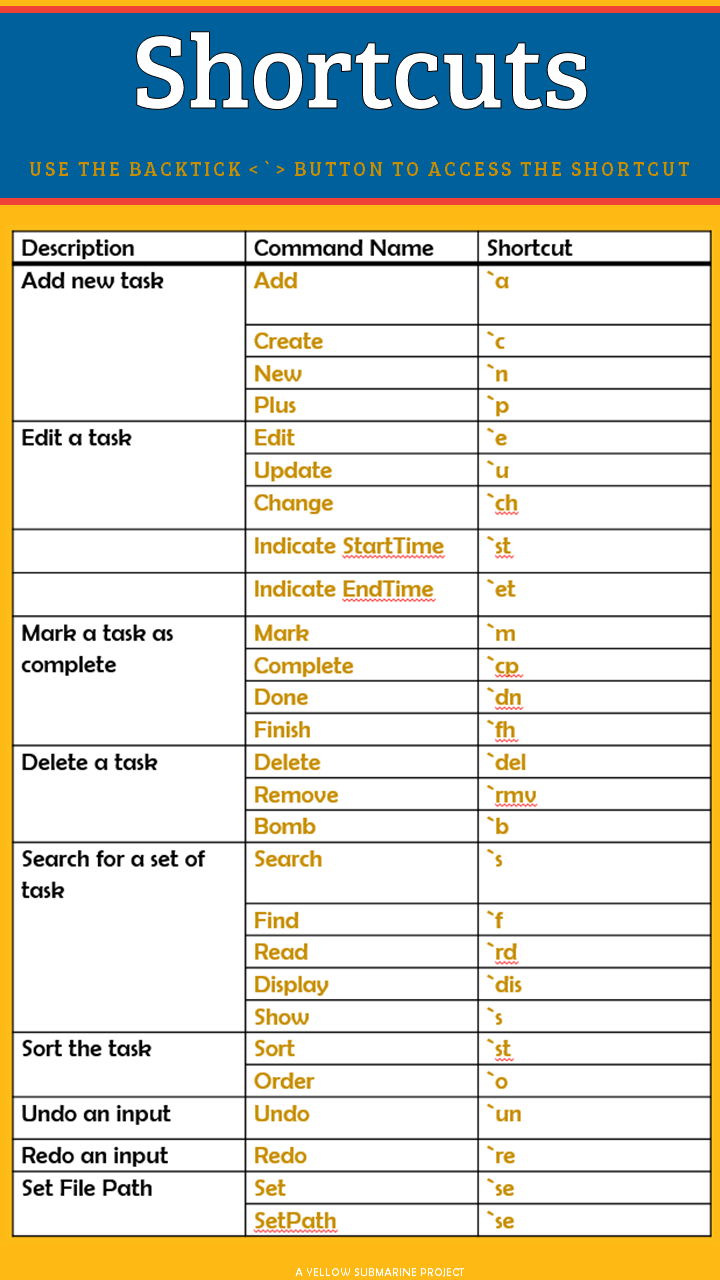 Shortcuts
USE THE BACKTICK <`> BUTTON TO ACCESS THE SHORTCUT
Description Command Name Shortcut
Add new task Add `a
Create `c
New `n
Plus `p
Edit a task Edit `e
Update `u
Change `ch
Indicate StartTime `st
Indicate EndTime `et
Mark a task as Mark `m
complete Complete `cp
Done `dn
Finish `fh
Delete a task Delete `del
Remove `rmv
Bomb `b
Search for a set of Search `s
task
Find `f
Read `rd
Display `dis
Show `s
Sort the task Sort `st
Order `o
Undo an input Undo `un
Redo an input Redo `re
Set File Path Set `se
SetPath `se
A YELLOW SUBMARINE PROJECT